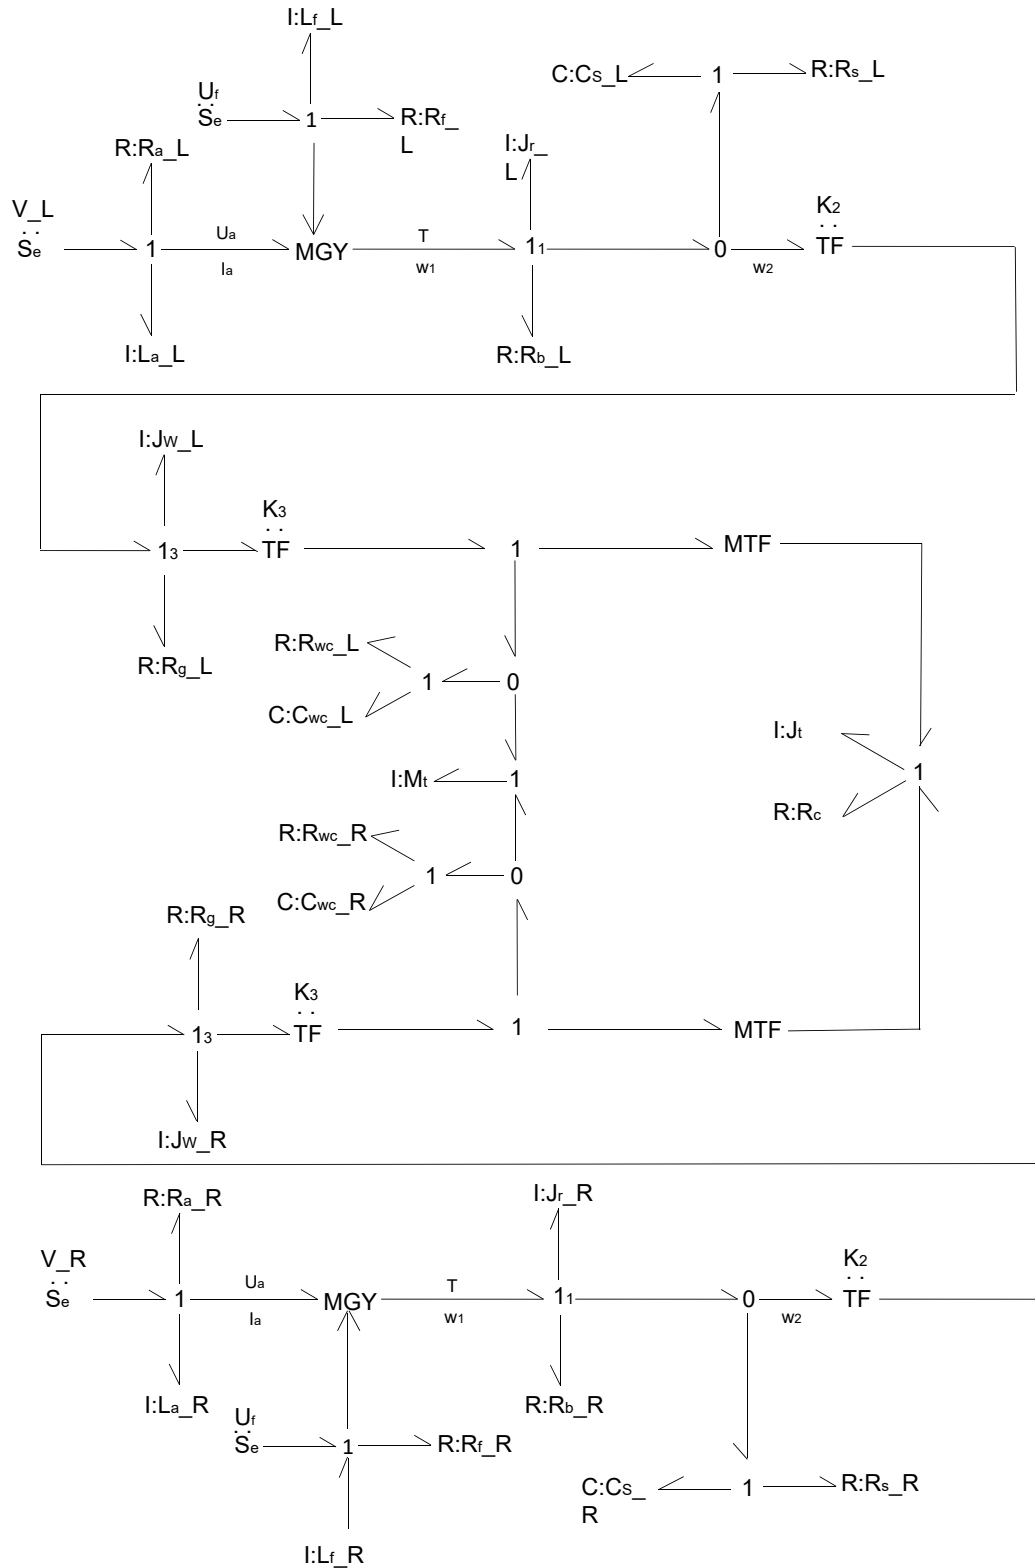 I:Lf_L
C:Cs_L
1
R:Rs_L
Uf
Se
1
R:Rf_
L
R:Ra_L
I:Jr_
L
V_L
Se
1
Ua
Ia
MGY
T
w1
11
0
w2
K2
TF
I:La_L
R:Rb_L
I:Jw_L
K3
13
TF
1
MTF
R:Rwc_L
R:Rg_L
1
0
C:Cwc_L
I:Jt
I:Mt
1
1
R:Rc
R:Rwc_R
1
0
C:Cwc_R
R:Rg_R
K3
13
TF
1
MTF
I:Jw_R
R:Ra_R
I:Jr_R
V_R
Se
1
Ua
Ia
MGY
T
w1
11
0
w2
K2
TF
I:La_R
R:Rb_R
Uf
Se
1
R:Rf_R
C:Cs_
R
1
R:Rs_R
I:Lf_R